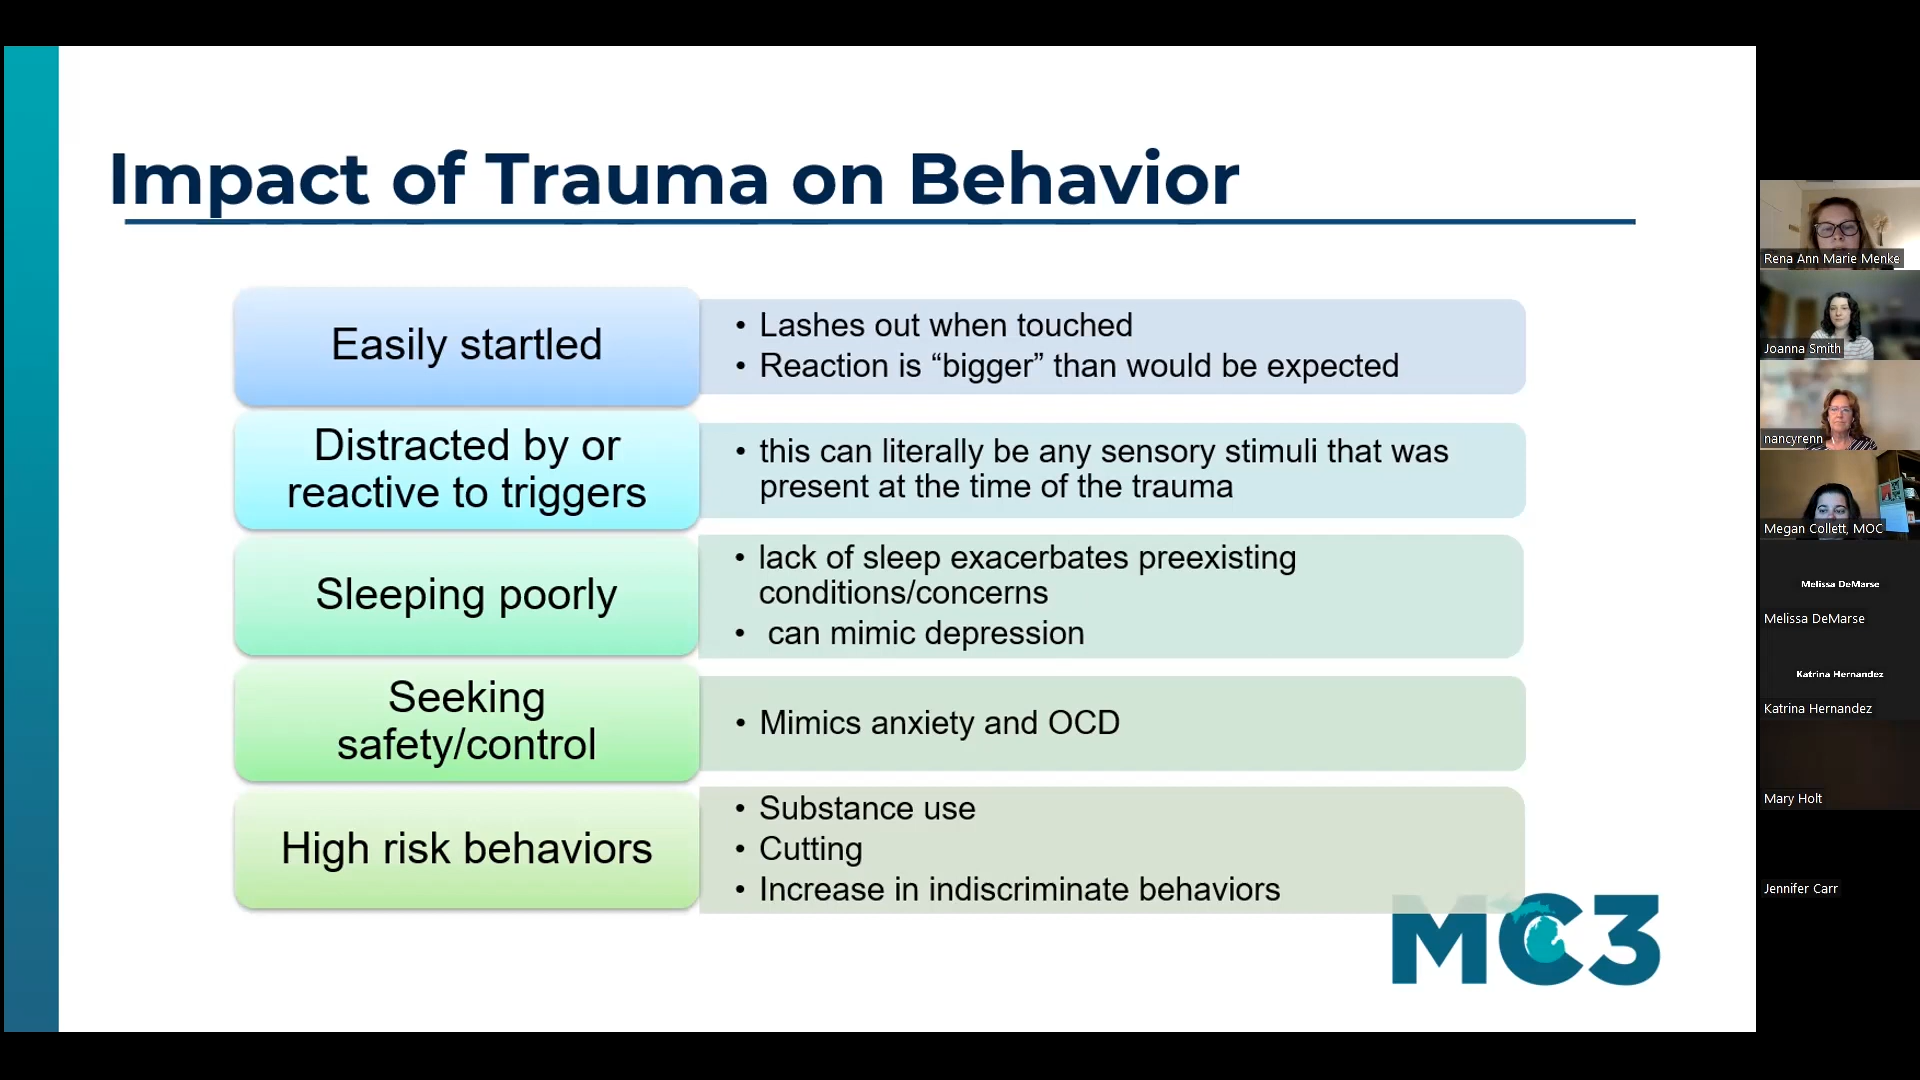 Impact of Trauma on Behavior
Easily startled
• Lashes out when touched
• Reaction is “bigger” than would be expected
Distracted by or
reactive to triggers
• this can literally be any sensory stimuli that was
present at the time of the trauma
Sleeping poorly
• lack of sleep exacerbates preexisting
conditions/concerns
• can mimic depression
Seeking
safety/control
• Mimics anxiety and OCD
High risk behaviors
• Substance use
• Cutting
• Increase in indiscriminate behaviors
MC3
Rena Ann Marie Menke
Joanna Smith
nancyrenn
Megan Collett, MOC
Melissa DeMarse
Melissa DeMarse
Katrina Hernandez
Katrina Hernandez
Mary Holt
Jennifer Carr